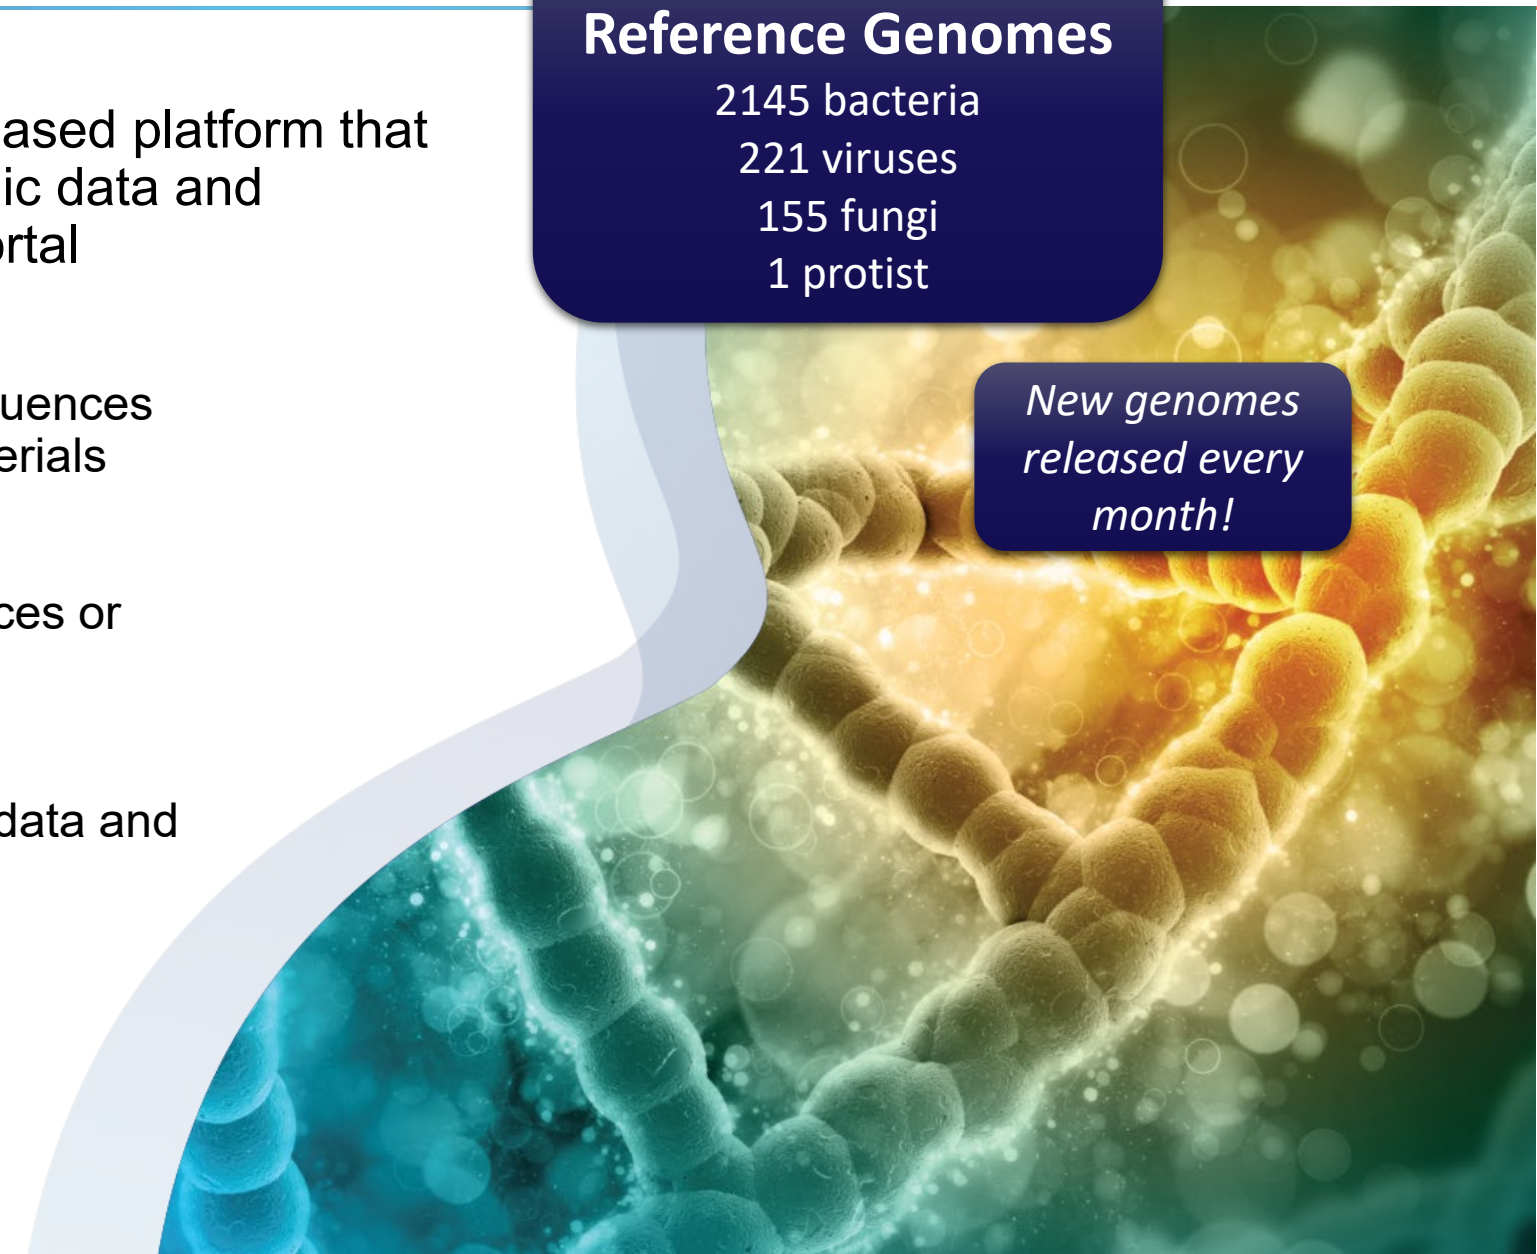 Reference Genomes
2145 bacteria
221 viruses
155 fungi
1 protist
ased platform that
ic data and
ortal
uences
erials
ces or
data and
New genomes
released every
month!